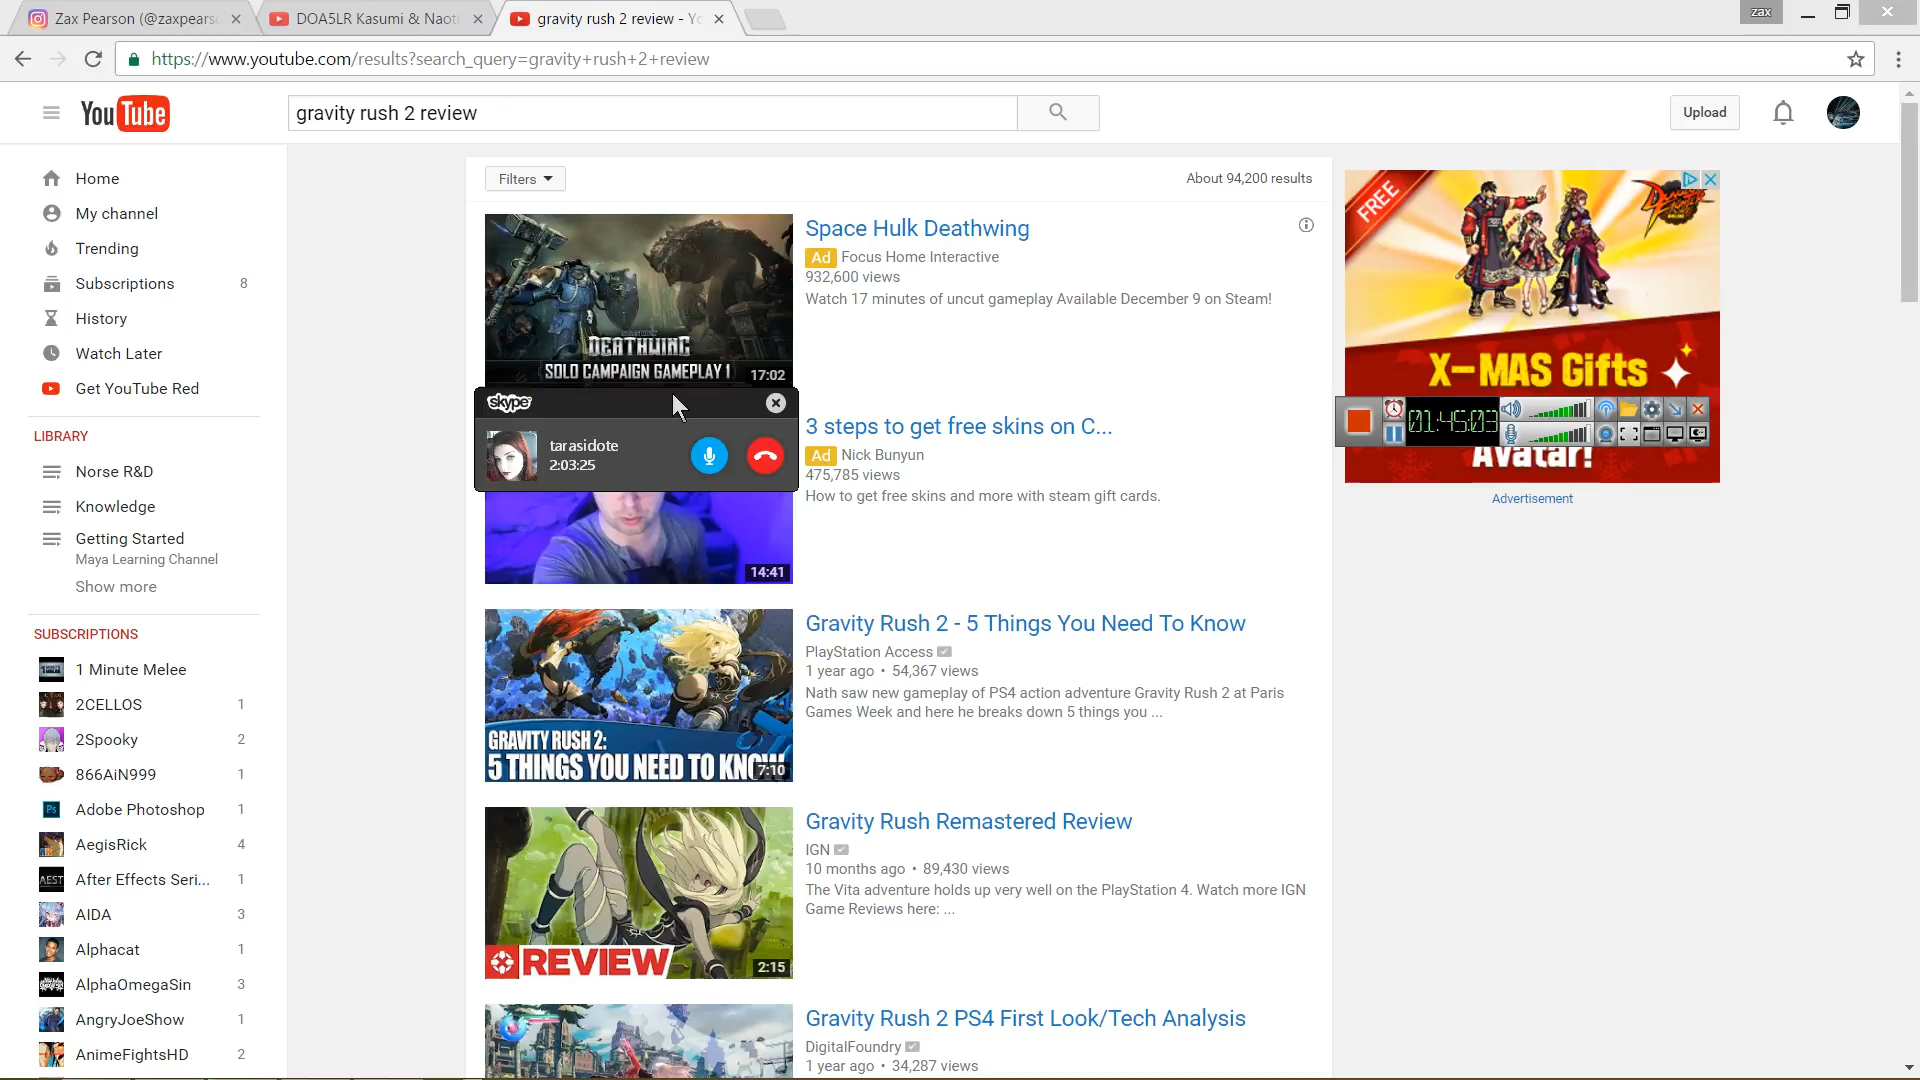 Zax Pearson (@zaxpears
DOA5LR Kasumi & Naot
gravity rush 2 review - Yo
zax
https://www.youtube.com/results?search_query=gravity+rush+2+review
YouTube
gravity rush 2 review
Upload
Home
My channel
Trending
Subscriptions 8
History
Watch Later
Get YouTube Red
LIBRARY
Norse R&D
Knowledge
Getting Started
Maya Learning Channel
Show more
SUBSCRIPTIONS
1 Minute Melee
2CELLOS 1
2Spooky 2
866AiN999 1
Adobe Photoshop 1
AegisRick 4
After Effects Seri... 1
AIDA 3
Alphacat 1
AlphaOmegaSin 3
AngryJoeShow 1
AnimeFightsHD 2
Filters
About 94,200 results
DEATHWING
SOLO CAMPAIGN GAMEPLAY I
17:02
Space Hulk Deathwing
Ad Focus Home Interactive
932,600 views
Watch 17 minutes of uncut gameplay Available December 9 on Steam!
skype
tarasidote
2:03:25
14:41
3 steps to get free skins on C...
Ad Nick Bunyun
475,785 views
How to get free skins and more with steam gift cards.
GRAVITY RUSH 2:
5 THINGS YOU NEED TO KNOW
7:10
Gravity Rush 2 - 5 Things You Need To Know
PlayStation Access
1 year ago • 54,367 views
Nath saw new gameplay of PS4 action adventure Gravity Rush 2 at Paris
Games Week and here he breaks down 5 things you ...
REVIEW
2:15
Gravity Rush Remastered Review
IGN
10 months ago • 89,430 views
The Vita adventure holds up very well on the PlayStation 4. Watch more IGN
Game Reviews here: ...
Gravity Rush 2 PS4 First Look/Tech Analysis
DigitalFoundry
1 year ago • 34,287 views
FREE
X-MAS Gifts
01:45:03
Avatar!
Advertisement